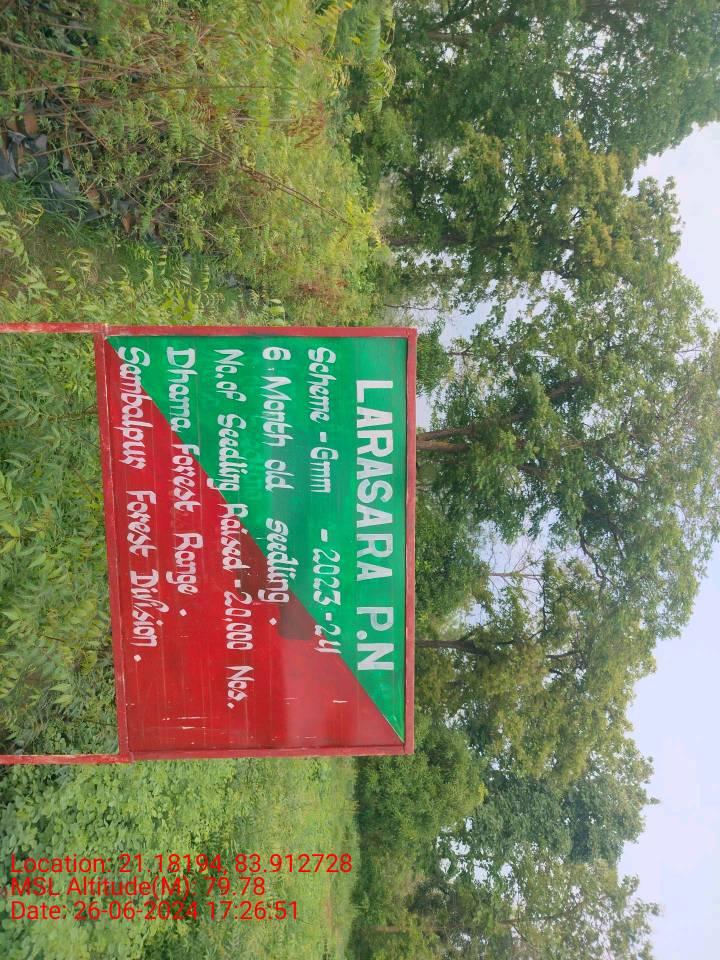 LARASARA P.N
Scheme - Gmm - 2023-24
6 Month old seedling.
No. of Seedling Raised - 20,000 Nos.
Dhama Forest Range.
Sambalpur Forest Division.
Location: 21.18194, 83.912728
MSL Altitude(M): 79.78
Date: 26-06-2024 17:26:51